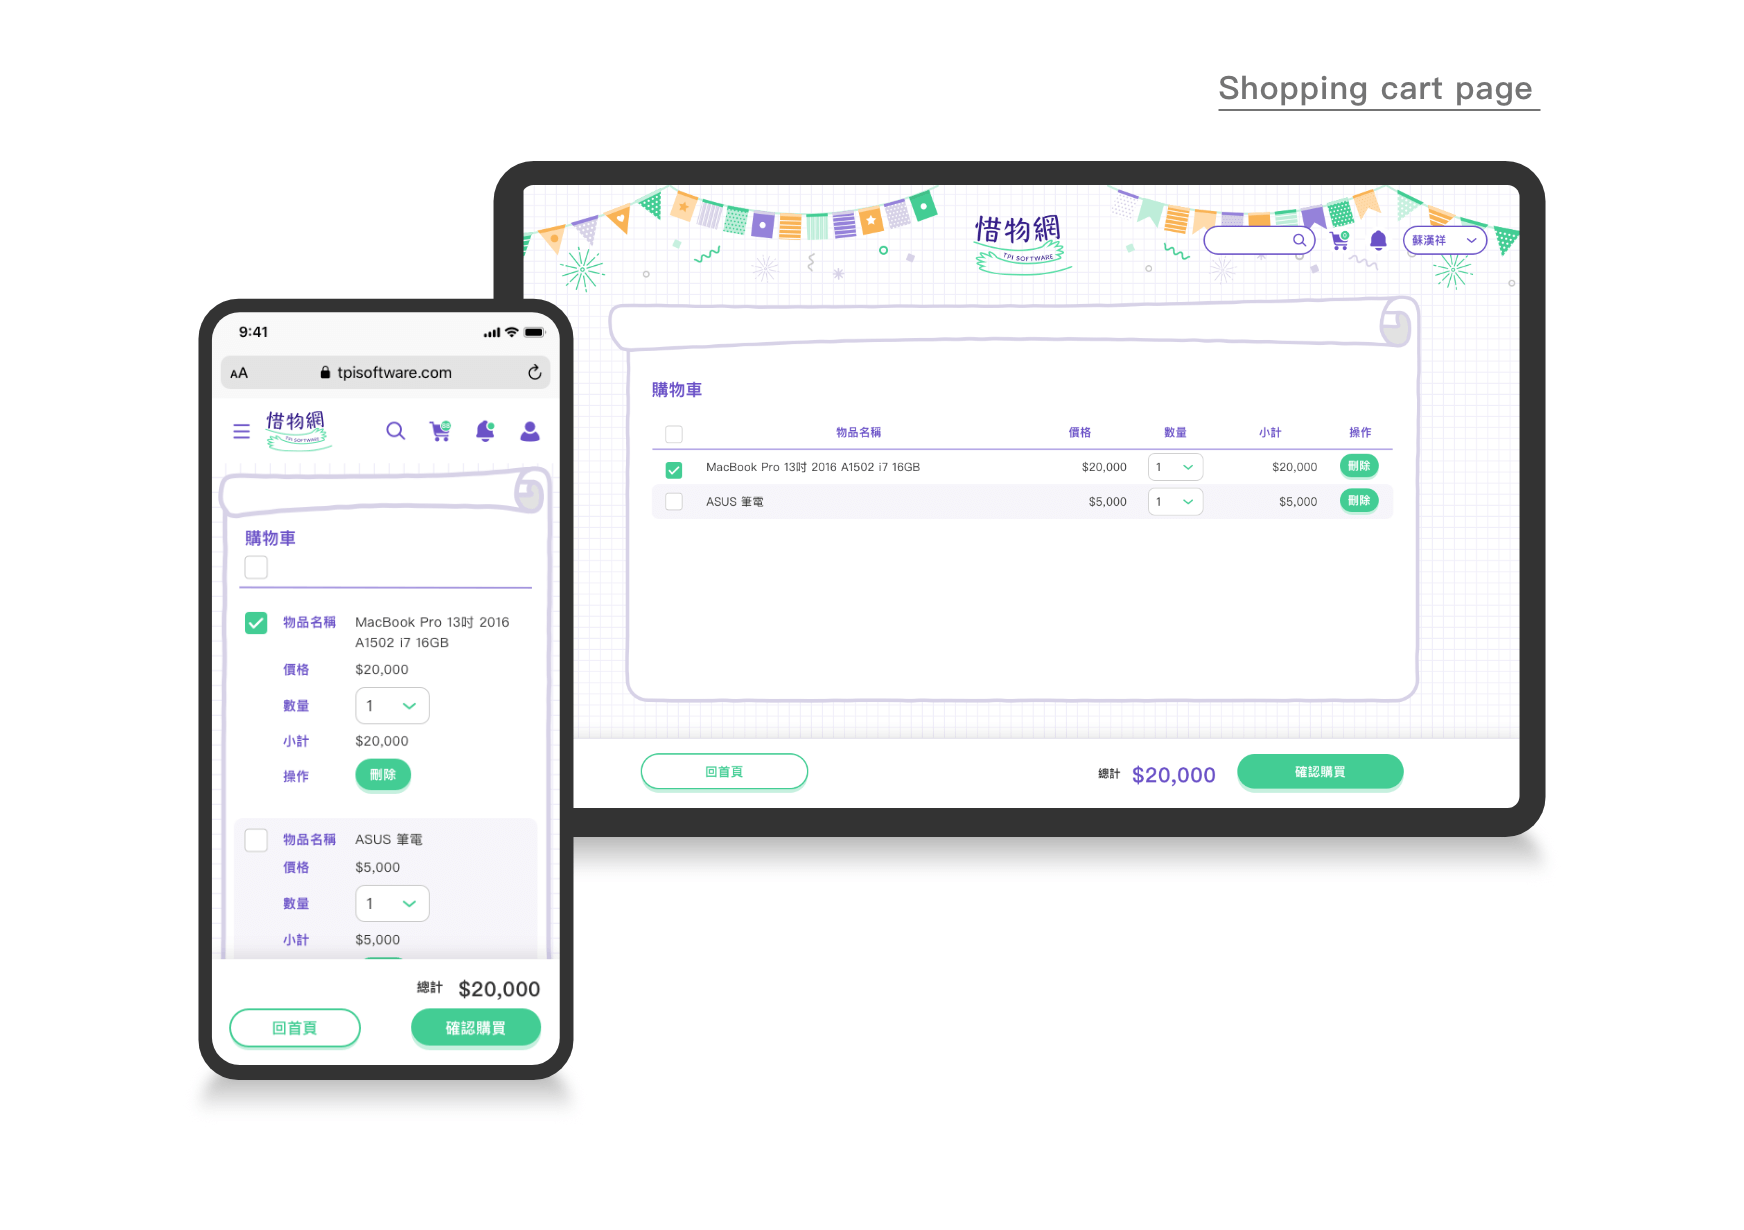 Shopping cart page
惜物網
TPI SOFTWARE
0
蘇漢祥
購物車
物品名稱 價格 數量 小計 操作
MacBook Pro 13吋 2016 A1502 i7 16GB $20,000 1 $20,000 刪除
ASUS 筆電 $5,000 1 $5,000 刪除
回首頁 總計 $20,000 確認購買
9:41
AA tpisoftware.com
惜物網
TPI SOFTWARE
購物車
物品名稱 MacBook Pro 13吋 2016
A1502 i7 16GB
價格 $20,000
數量 1
小計 $20,000
操作 刪除
物品名稱 ASUS 筆電
價格 $5,000
數量 1
小計 $5,000
總計 $20,000
回首頁 確認購買